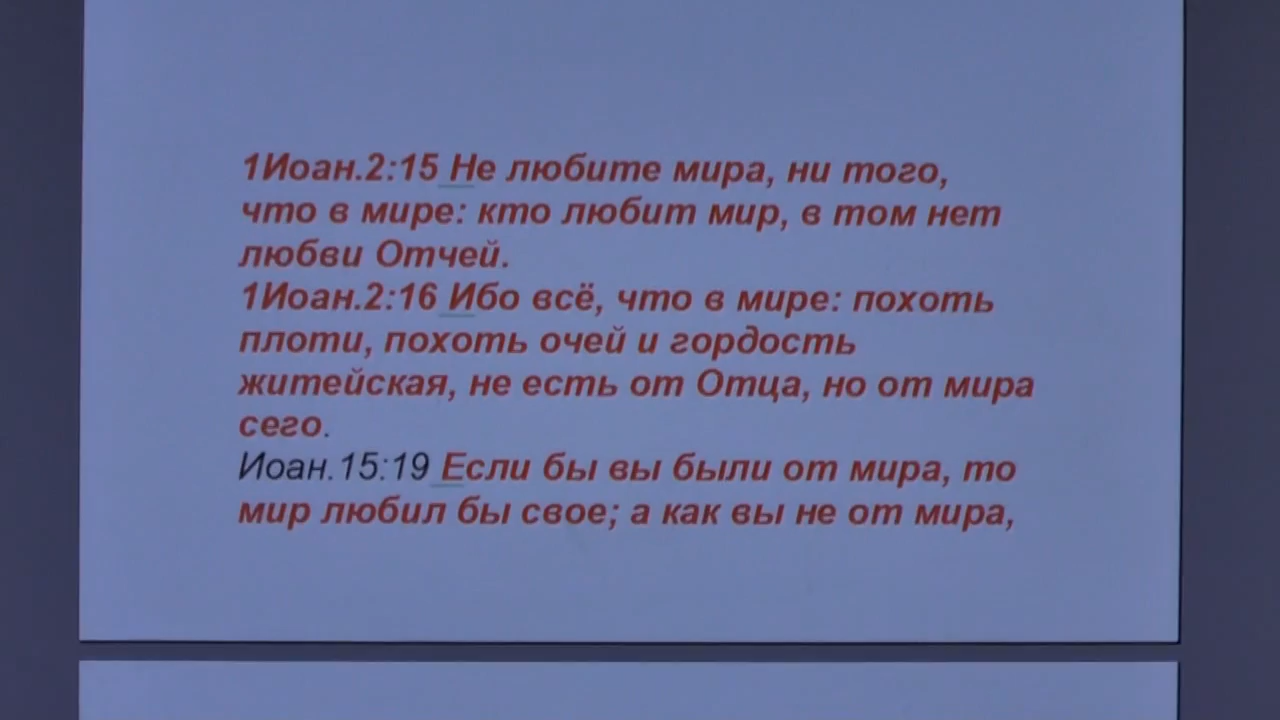 1Иоан.2:15 Не любите мира, ни того,
что в мире: кто любит мир, в том нет
любви Отчей.
1Иоан.2:16 Ибо всё, что в мире: похоть
плоти, похоть очей и гордость
житейская, не есть от Отца, но от мира
сего.
Иоан.15:19 Если бы вы были от мира, то
мир любил бы свое; а как вы не от мира,